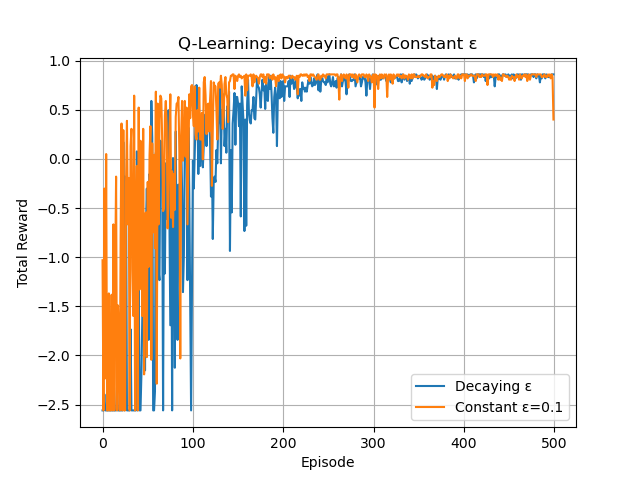 Q-Learning: Decaying vs Constant ε
1.0
0.5
0.0
−0.5
−1.0
−1.5
−2.0
−2.5
Total Reward
0
100
200
300
400
500
Episode
Decaying ε
Constant ε=0.1